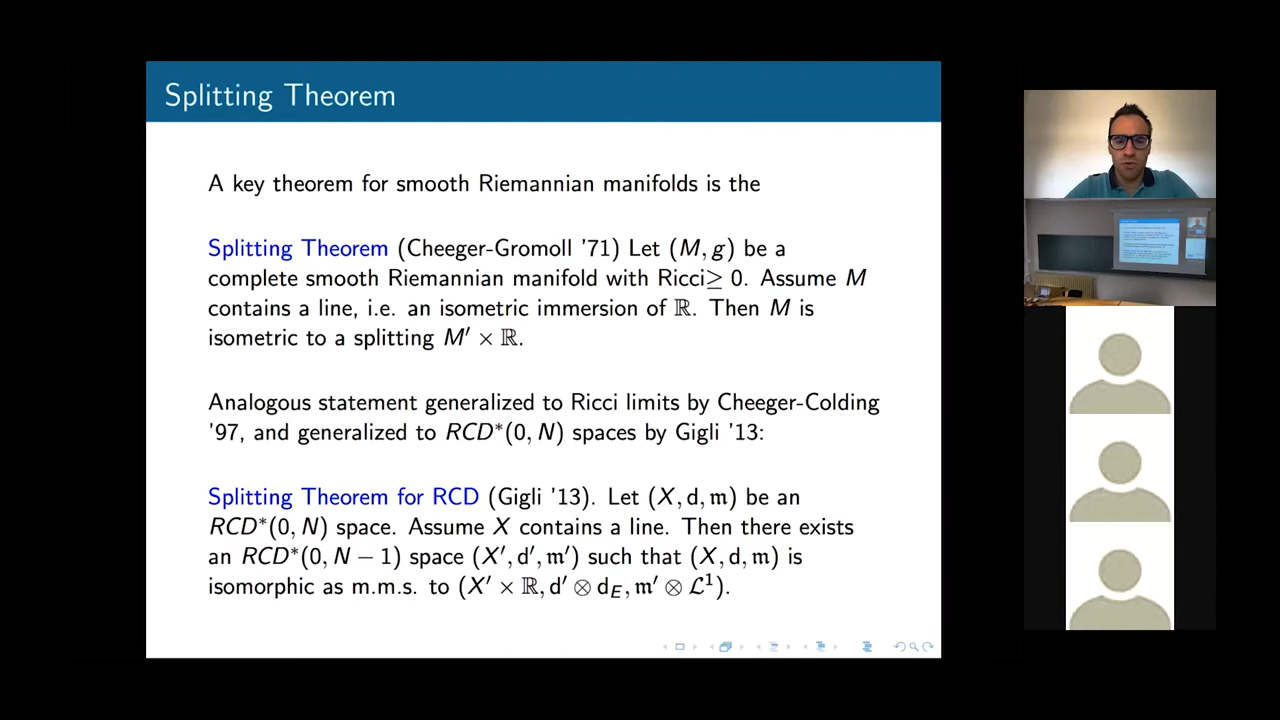 Splitting Theorem
A key theorem for smooth Riemannian manifolds is the
Splitting Theorem (Cheeger-Gromoll '71) Let (M, g) be a
complete smooth Riemannian manifold with Ricci≥ 0. Assume M
contains a line, i.e. an isometric immersion of ℝ. Then M is
isometric to a splitting M′ × ℝ.
Analogous statement generalized to Ricci limits by Cheeger-Colding
'97, and generalized to RCD*(0, N) spaces by Gigli '13:
Splitting Theorem for RCD (Gigli '13). Let (X, d, 𝔪) be an
RCD*(0, N) space. Assume X contains a line. Then there exists
an RCD*(0, N − 1) space (X′, d′, 𝔪′) such that (X, d, 𝔪) is
isomorphic as m.m.s. to (X′ × ℝ, d′ ⊗ d_E, 𝔪′ ⊗ ℒ¹).